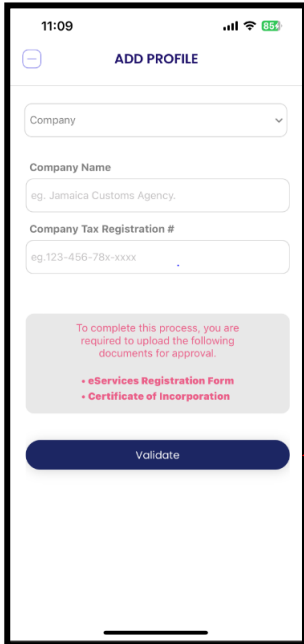 11:09
85
ADD PROFILE
Company
Company Name
eg. Jamaica Customs Agency.
Company Tax Registration #
eg.123-456-78x-xxxx
To complete this process, you are
required to upload the following
documents for approval.
• eServices Registration Form
• Certificate of Incorporation
Validate